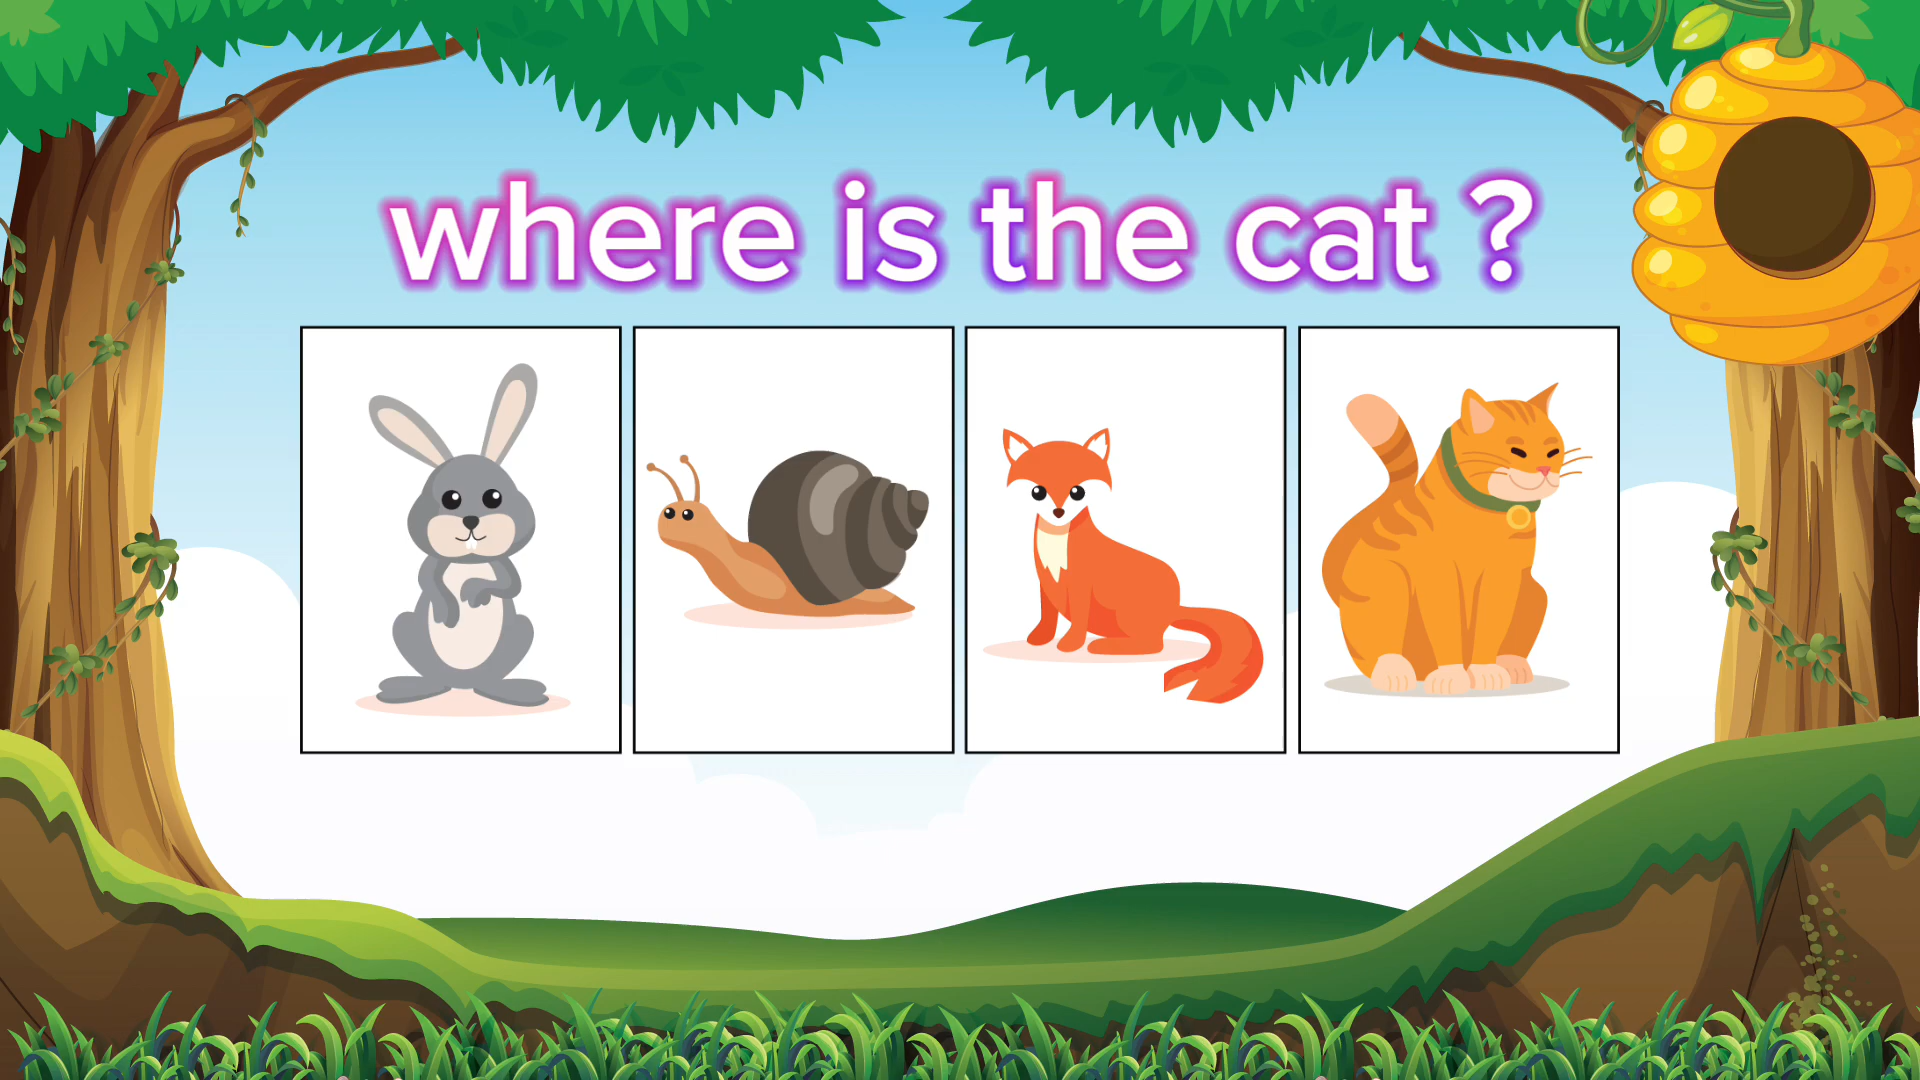 where is the cat ?